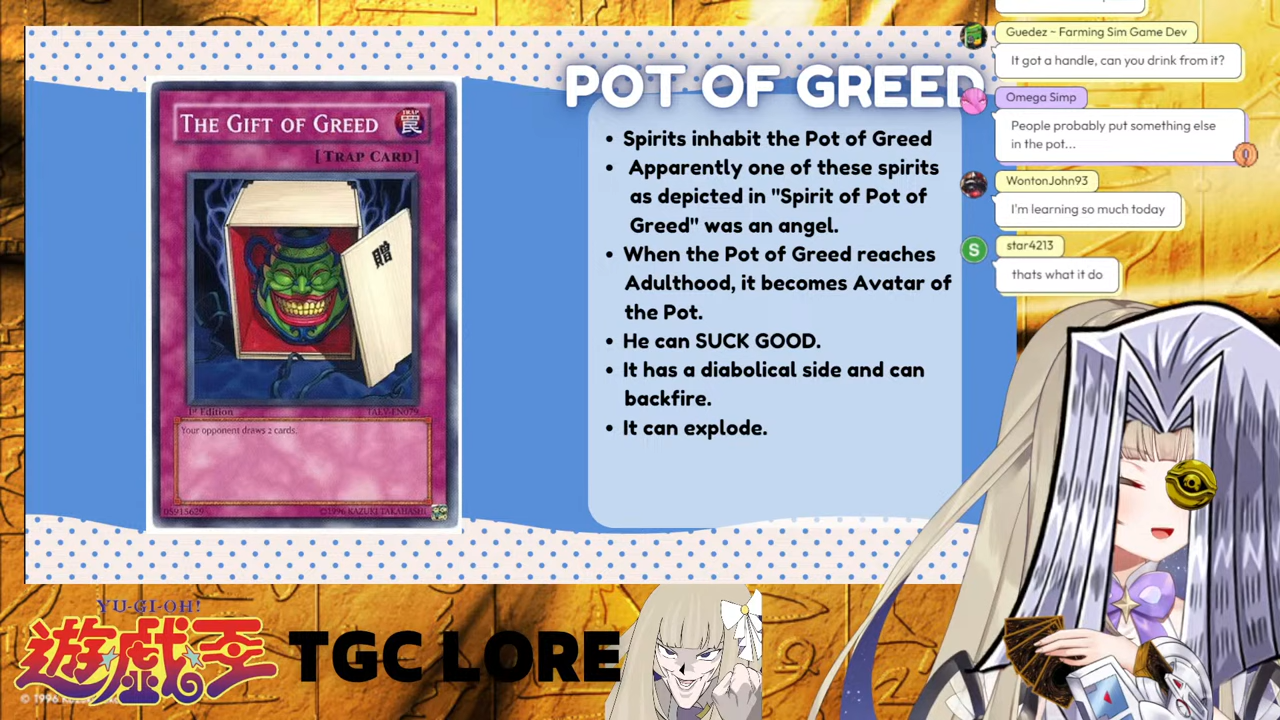 THE GIFT OF GREED
TRAP
罠
[TRAP CARD]
贈
1st Edition
TAEV-EN079
Your opponent draws 2 cards.
05915629
©1996 KAZUKI TAKAHASHI
POT OF GREED
• Spirits inhabit the Pot of Greed
• Apparently one of these spirits
as depicted in "Spirit of Pot of
Greed" was an angel.
• When the Pot of Greed reaches
Adulthood, it becomes Avatar of
the Pot.
• He can SUCK GOOD.
• It has a diabolical side and can
backfire.
• It can explode.
Guedez ~ Farming Sim Game Dev
It got a handle, can you drink from it?
Omega Simp
People probably put something else
in the pot...
WontonJohn93
I'm learning so much today
S
star4213
thats what it do
YU-GI-OH!
遊戯王
© 1996
TGC LORE